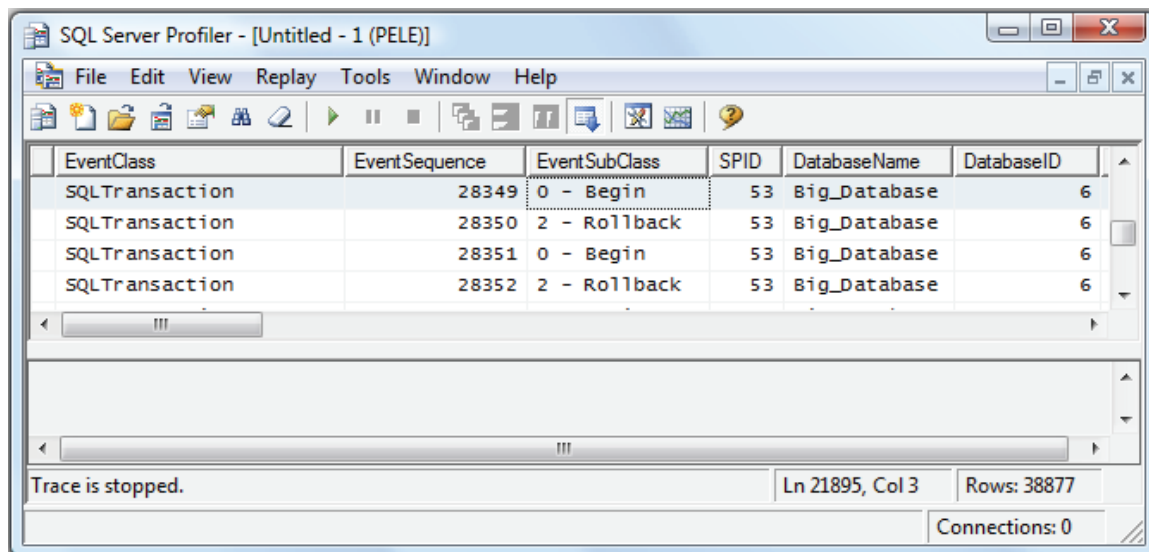 SQL Server Profiler - [Untitled - 1 (PELE)]
File Edit View Replay Tools Window Help
EventClass EventSequence EventSubClass SPID DatabaseName DatabaseID
SQLTransaction 28349 0 - Begin 53 Big_Database 6
SQLTransaction 28350 2 - Rollback 53 Big_Database 6
SQLTransaction 28351 0 - Begin 53 Big_Database 6
SQLTransaction 28352 2 - Rollback 53 Big_Database 6
Trace is stopped. Ln 21895, Col 3 Rows: 38877
Connections: 0